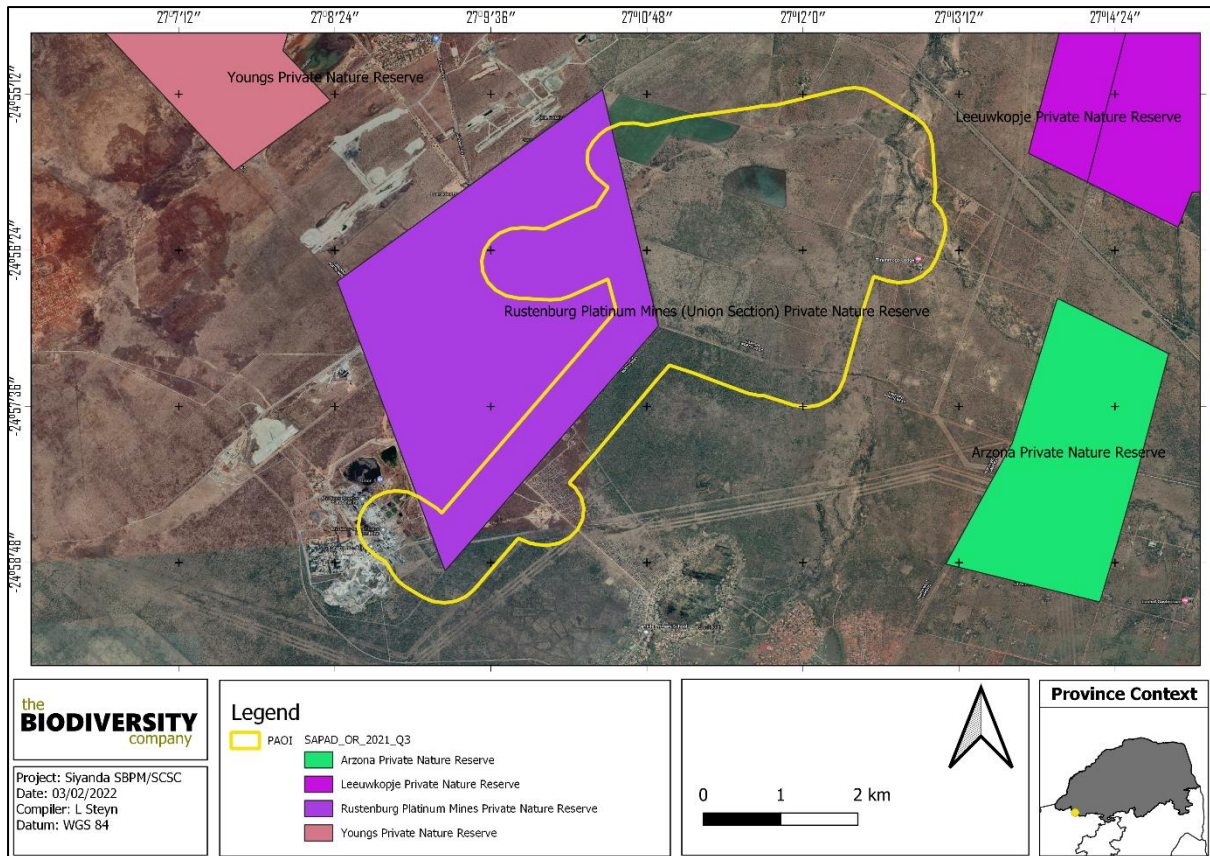 27°7'12" 27°8'24" 27°9'36" 27°10'48" 27°12'0" 27°13'12" 27°14'24"
-24°55'12"
-24°56'24"
-24°57'36"
-24°58'48"
Youngs Private Nature Reserve
Leeuwkopje Private Nature Reserve
Rustenburg Platinum Mines (Union Section) Private Nature Reserve
Arzona Private Nature Reserve
the
BIODIVERSITY
company
Project: Siyanda SBPM/SCSC
Date: 03/02/2022
Compiler: L Steyn
Datum: WGS 84
Legend
PAOI SAPAD_OR_2021_Q3
Arzona Private Nature Reserve
Leeuwkopje Private Nature Reserve
Rustenburg Platinum Mines Private Nature Reserve
Youngs Private Nature Reserve
0 1 2 km
Province Context